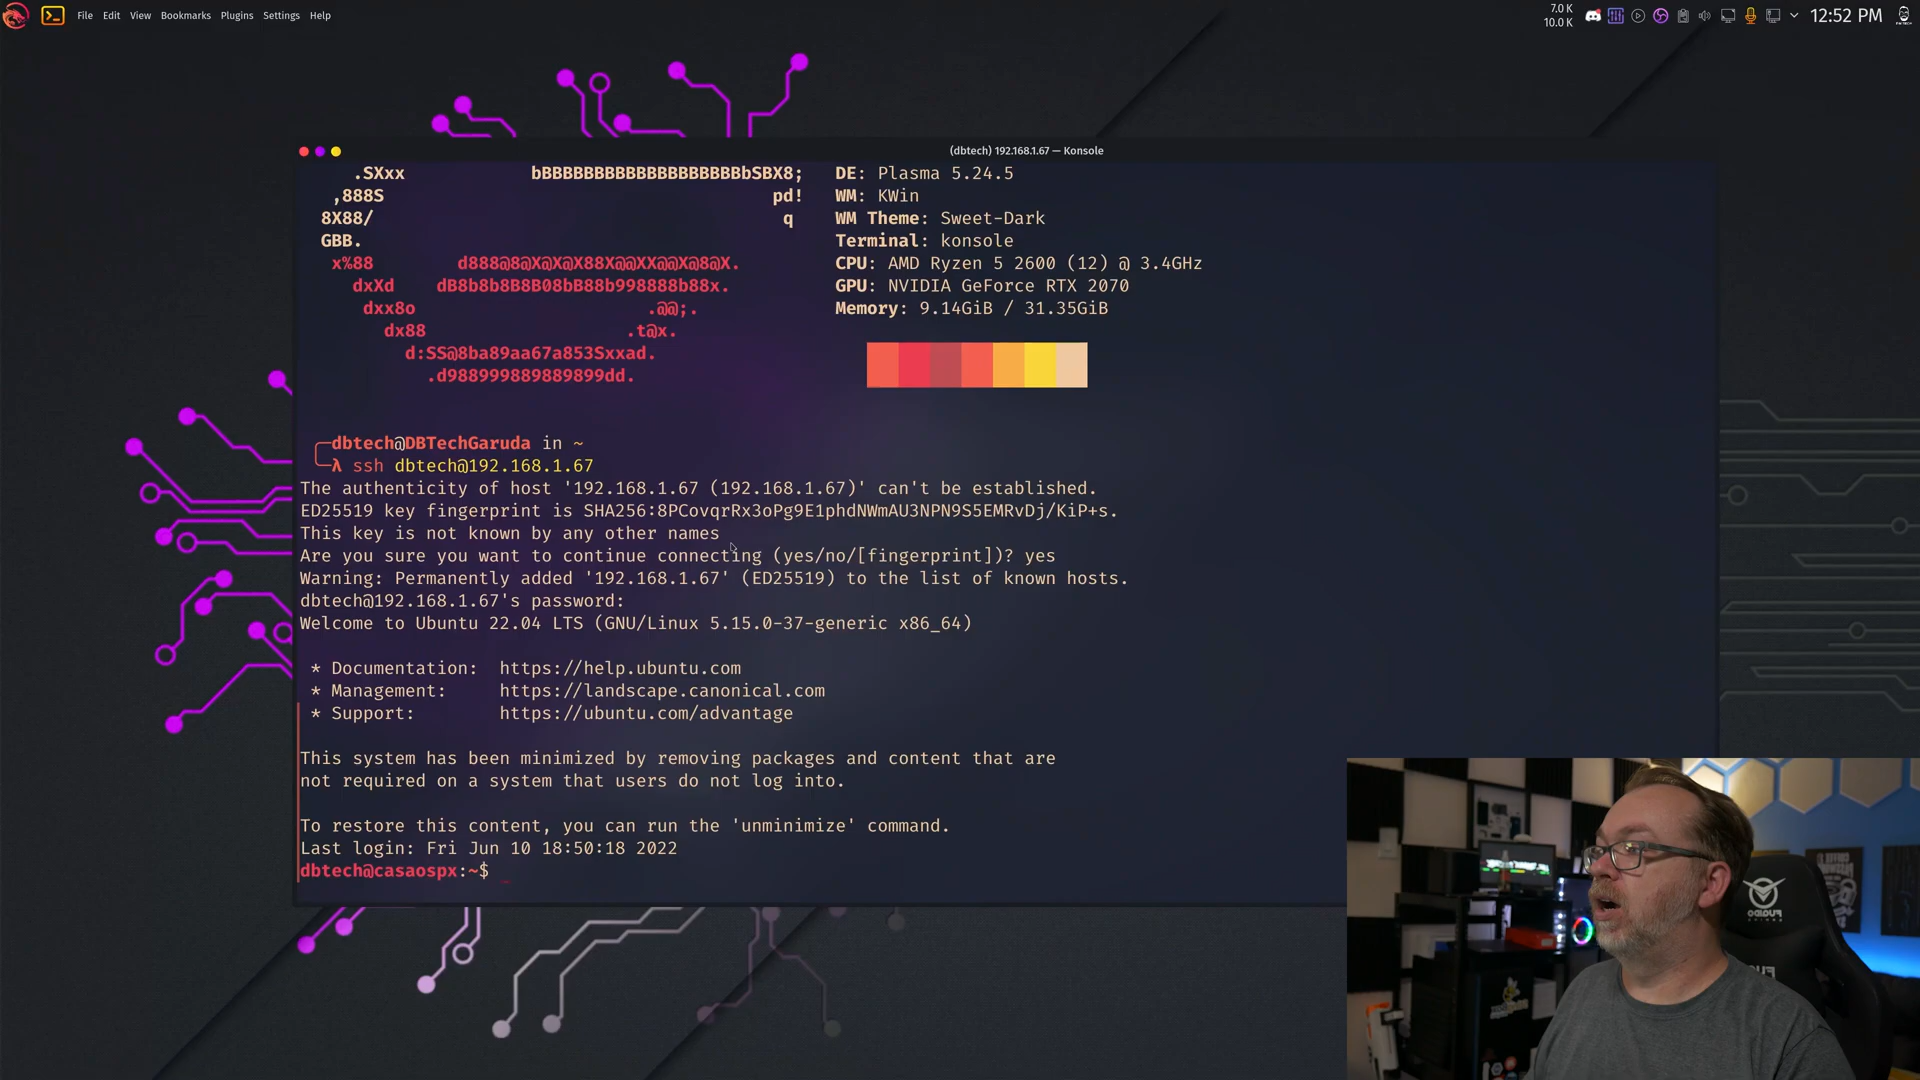 File Edit View Bookmarks Plugins Settings Help
7.0 K
10.0 K
12:52 PM
(dbtech) 192.168.1.67 — Konsole
.SXxx bBBBBBBBBBBBBBBBBBBBbSBX8; DE: Plasma 5.24.5
,888S pd! WM: KWin
8X88/ q WM Theme: Sweet-Dark
GBB. Terminal: konsole
x%88 d888@8@X@X@X88X@@XX@@X@8@X. CPU: AMD Ryzen 5 2600 (12) @ 3.4GHz
dxXd dB8b8b8B8B08bB88b998888b88x. GPU: NVIDIA GeForce RTX 2070
dxx8o .@@;. Memory: 9.14GiB / 31.35GiB
dx88 .t@x.
d:SS@8ba89aa67a853Sxxad.
.d988999889889899dd.
dbtech@DBTechGaruda in ~
λ ssh dbtech@192.168.1.67
The authenticity of host '192.168.1.67 (192.168.1.67)' can't be established.
ED25519 key fingerprint is SHA256:8PCovqrRx3oPg9E1phdNWmAU3NPN9S5EMRvDj/KiP+s.
This key is not known by any other names
Are you sure you want to continue connecting (yes/no/[fingerprint])? yes
Warning: Permanently added '192.168.1.67' (ED25519) to the list of known hosts.
dbtech@192.168.1.67's password:
Welcome to Ubuntu 22.04 LTS (GNU/Linux 5.15.0-37-generic x86_64)
* Documentation: https://help.ubuntu.com
* Management: https://landscape.canonical.com
* Support: https://ubuntu.com/advantage
This system has been minimized by removing packages and content that are
not required on a system that users do not log into.
To restore this content, you can run the 'unminimize' command.
Last login: Fri Jun 10 18:50:18 2022
dbtech@casaospx:~$